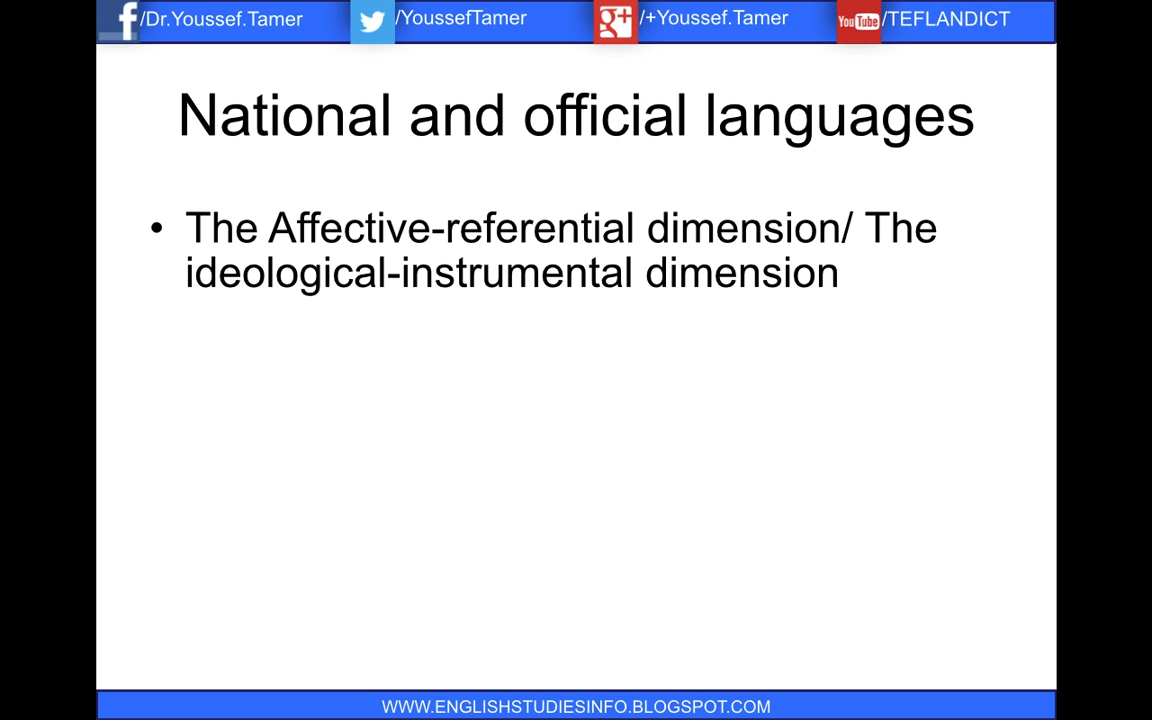 /Dr.Youssef.Tamer /YoussefTamer /+Youssef.Tamer You Tube /TEFLANDICT
National and official languages
• The Affective-referential dimension/ The
ideological-instrumental dimension
WWW.ENGLISHSTUDIESINFO.BLOGSPOT.COM